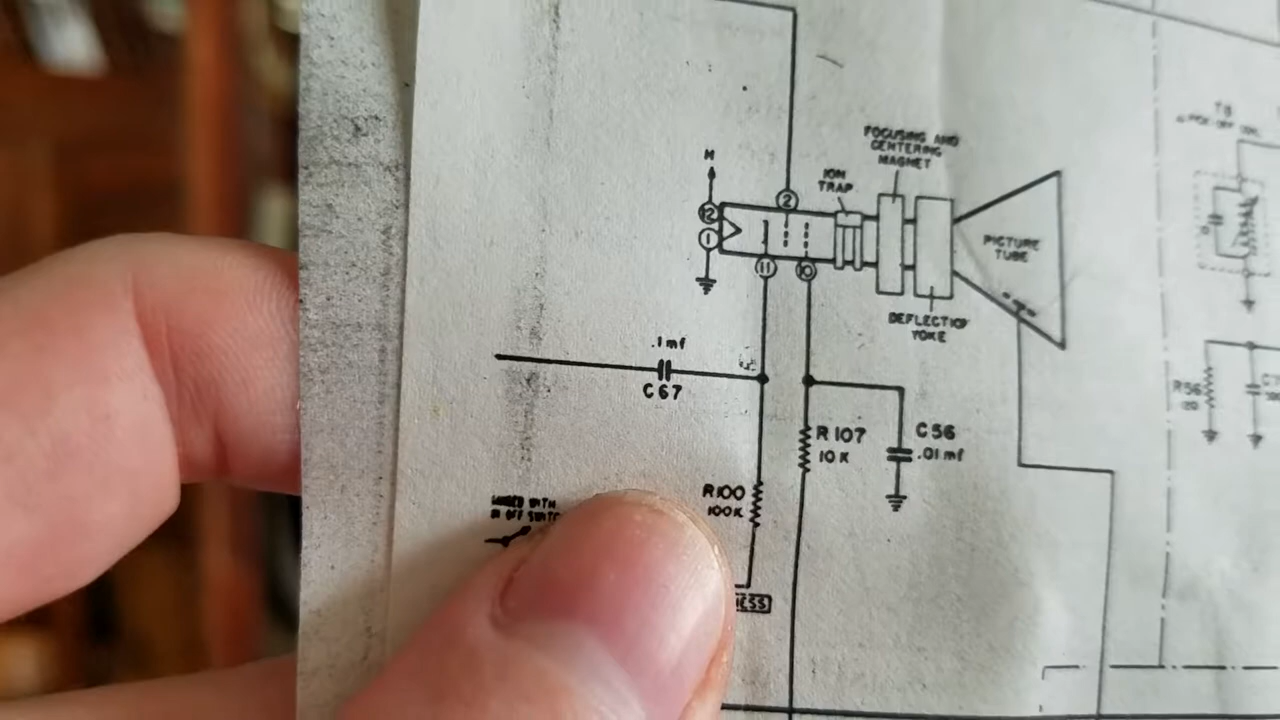 FOCUSING AND
CENTERING
MAGNET
H
ION
TRAP
2
12
1
11
10
PICTURE
TUBE
DEFLECTION
YOKE
.1mf
C67
R 107
10K
C56
.01mf
R100
100K
R56